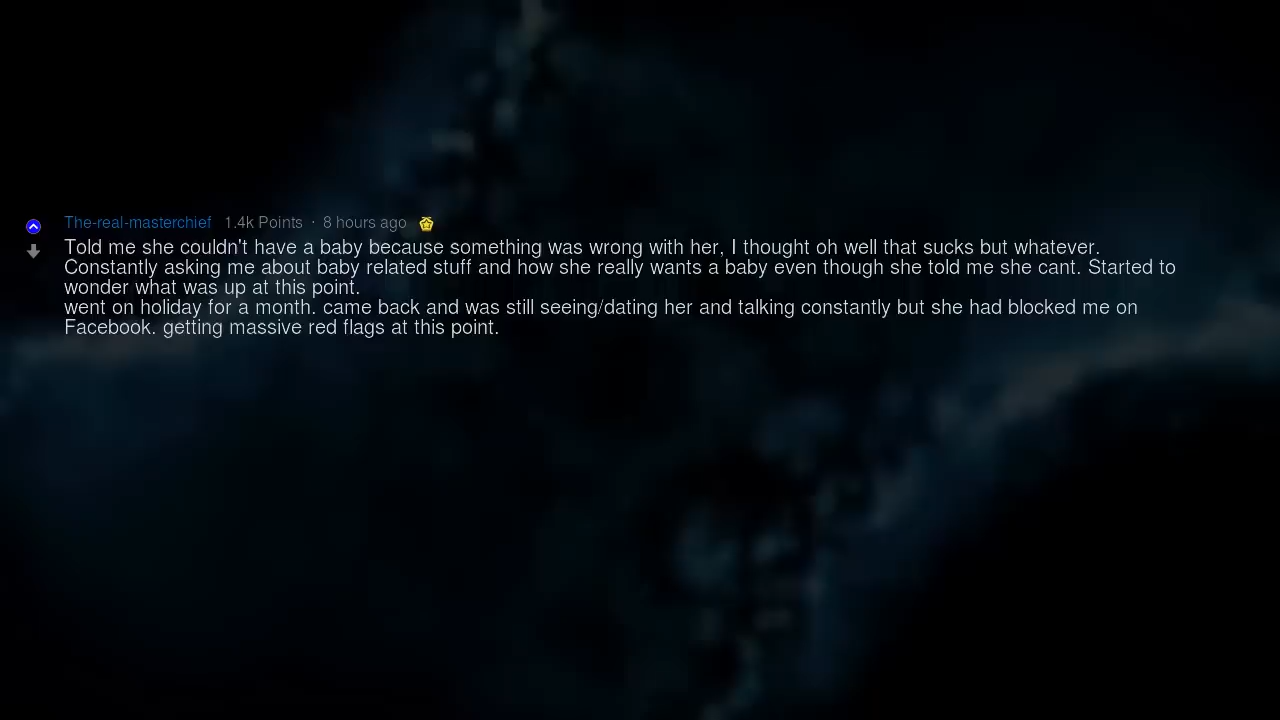 The-real-masterchief 1.4k Points · 8 hours ago
Told me she couldn't have a baby because something was wrong with her, I thought oh well that sucks but whatever.
Constantly asking me about baby related stuff and how she really wants a baby even though she told me she cant. Started to
wonder what was up at this point.
went on holiday for a month. came back and was still seeing/dating her and talking constantly but she had blocked me on
Facebook. getting massive red flags at this point.